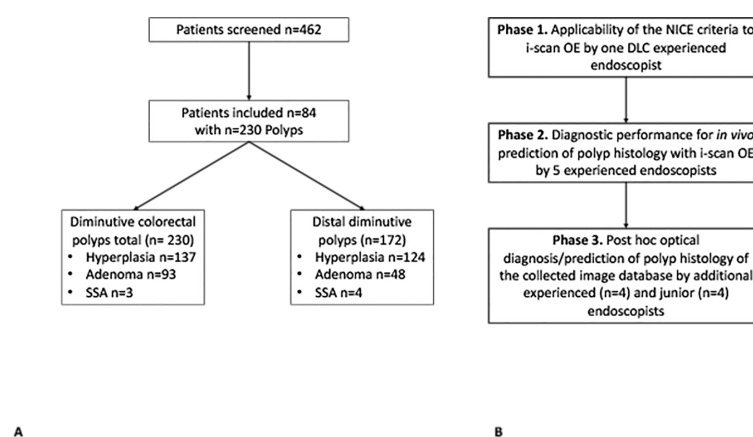 Patients screened n=462
Patients included n=84
with n=230 Polyps
Diminutive colorectal
polyps total (n= 230)
• Hyperplasia n=137
• Adenoma n=93
• SSA n=3
Distal diminutive
polyps (n=172)
• Hyperplasia n=124
• Adenoma n=48
• SSA n=4
A
Phase 1. Applicability of the NICE criteria to
i-scan OE by one DLC experienced
endoscopist
Phase 2. Diagnostic performance for in vivo
prediction of polyp histology with i-scan OE
by 5 experienced endoscopists
Phase 3. Post hoc optical
diagnosis/prediction of polyp histology of
the collected image database by additional
experienced (n=4) and junior (n=4)
endoscopists
B